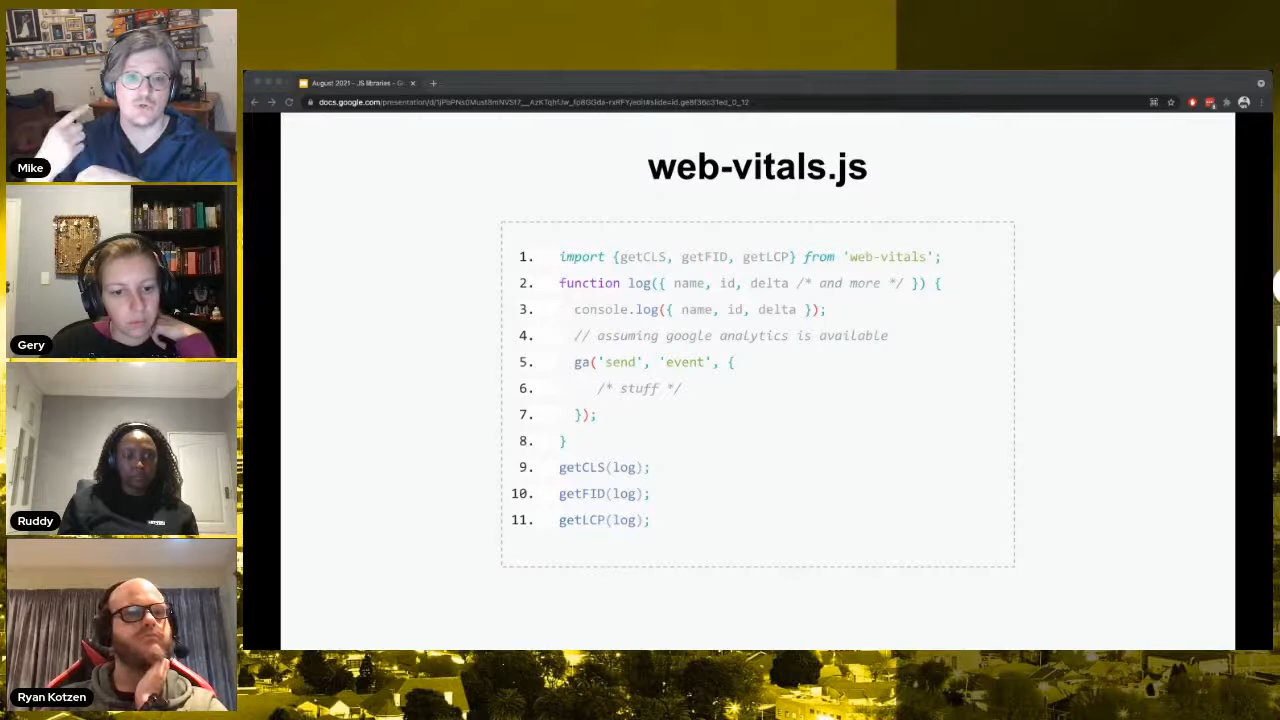 Mike
Gery
Ruddy
Ryan Kotzen
August 2021 - JS libraries - G
web-vitals.js
1. import {getCLS, getFID, getLCP} from 'web-vitals';
2. function log({ name, id, delta /* and more */ }) {
3. console.log({ name, id, delta });
4. // assuming google analytics is available
5. ga('send', 'event', {
6. /* stuff */
7. });
8. }
9. getCLS(log);
10. getFID(log);
11. getLCP(log);